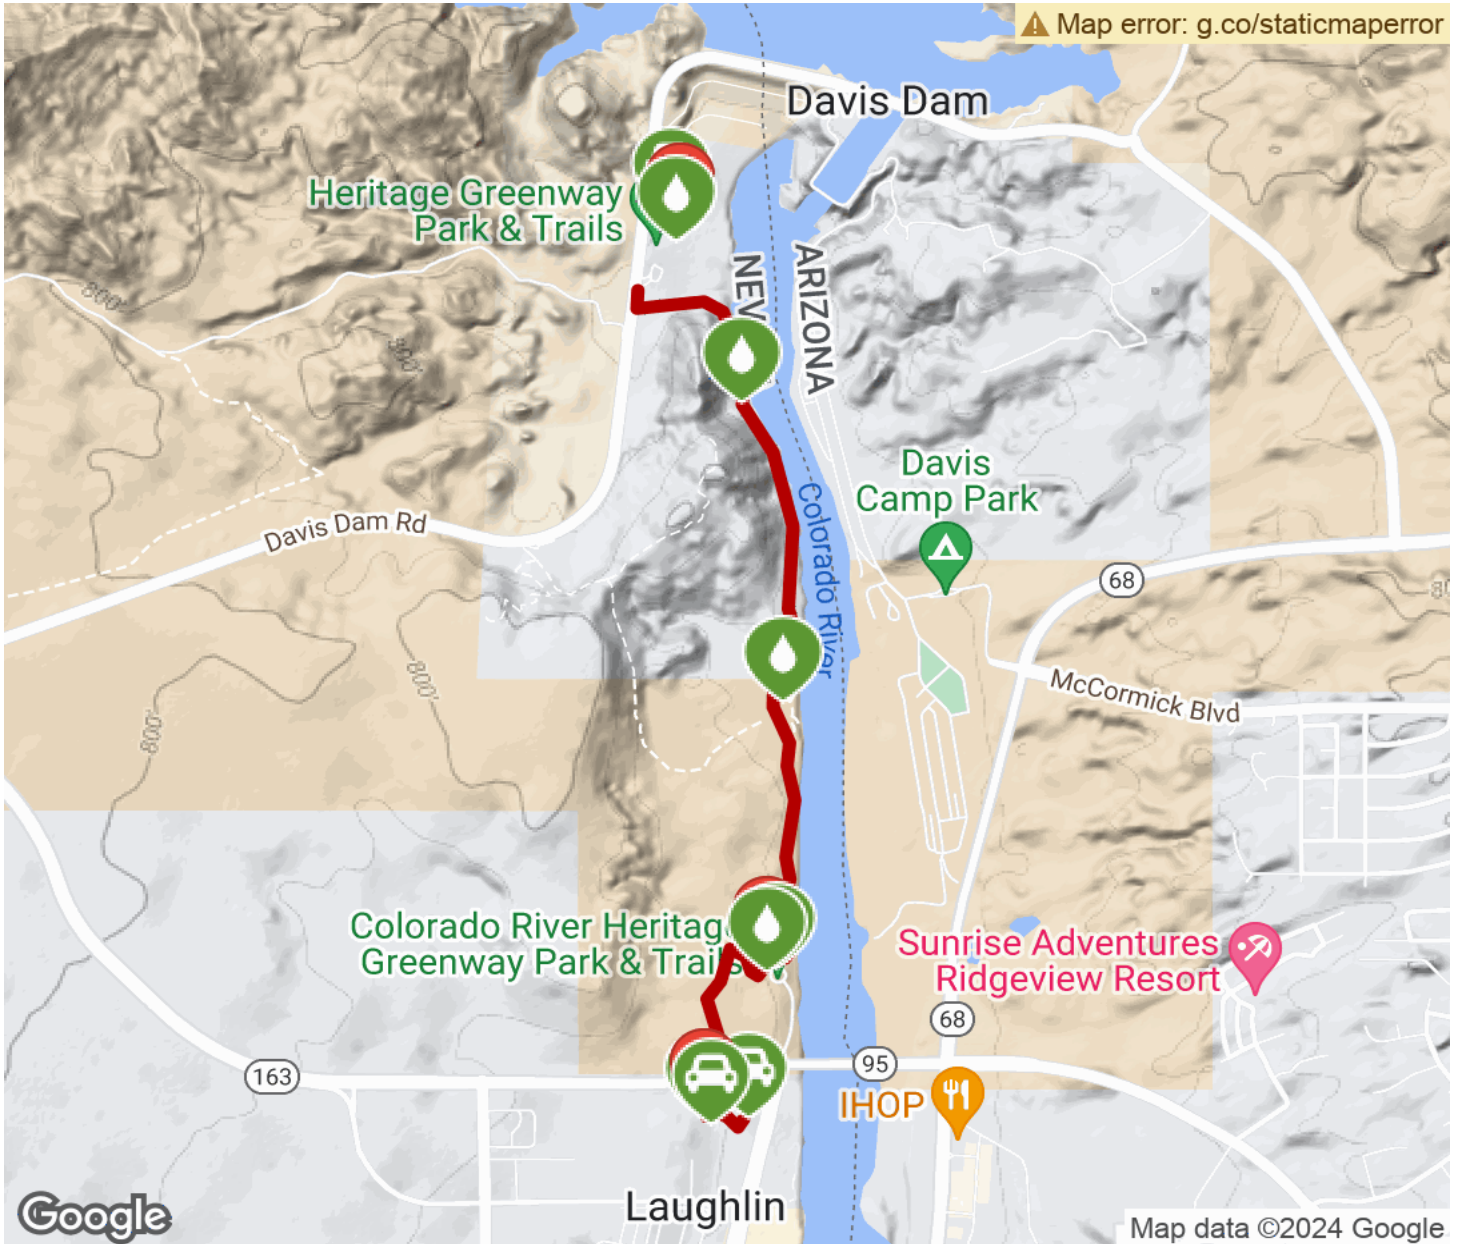 Map error: g.co/staticmaperror
Davis Dam
Heritage Greenway
Park & Trails
NEV
ARIZONA
800'
800'
Davis
Camp Park
Colorado River
Davis Dam Rd
68
800'
800'
McCormick Blvd
Colorado River Heritag
Greenway Park & Trails
Sunrise Adventures
Ridgeview Resort
68
95
163
IHOP
Laughlin
Google
Map data ©2024 Google